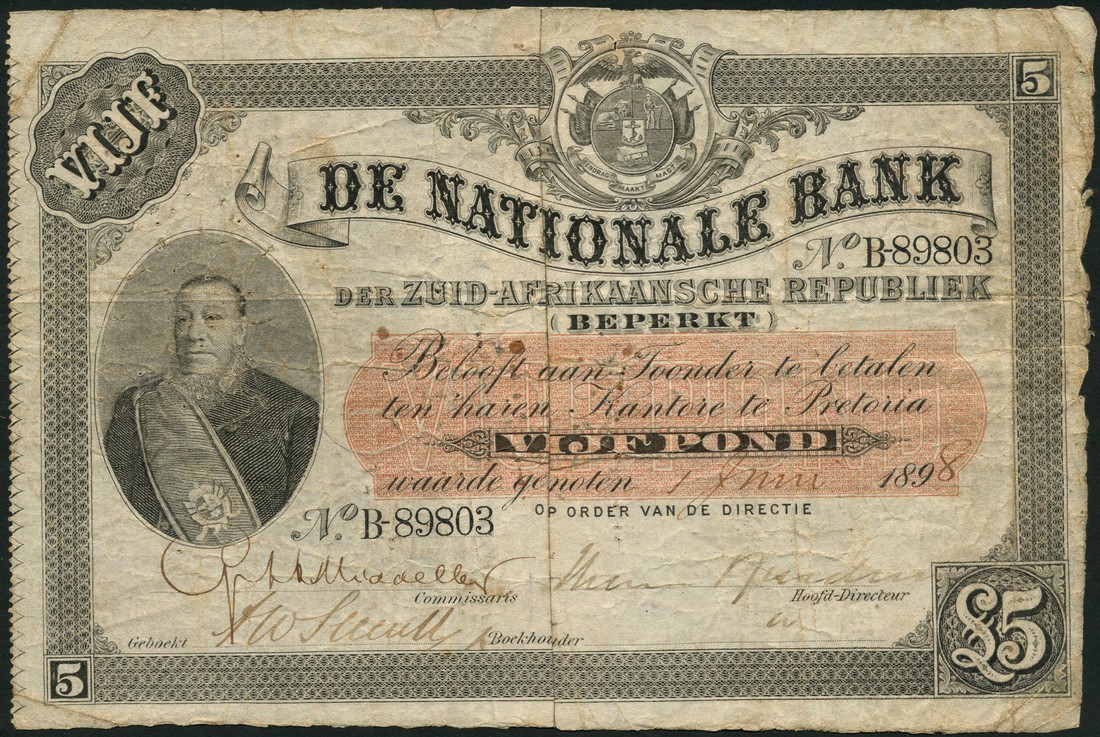 5
VIJF
EENDRAGT MAAKT MAGT
DE NATIONALE BANK
No. B-89803
DER ZUID-AFRIKAANSCHE REPUBLIEK
(BEPERKT)
Belooft aan Toonder te betalen
ten haren Kantore te Pretoria
VIJF POND
waarde genoten 1 Juni 1898
OP ORDER VAN DE DIRECTIE
No. B-89803
Commissaris
Hoofd-Directeur
Geboekt
Boekhouder
£5
5